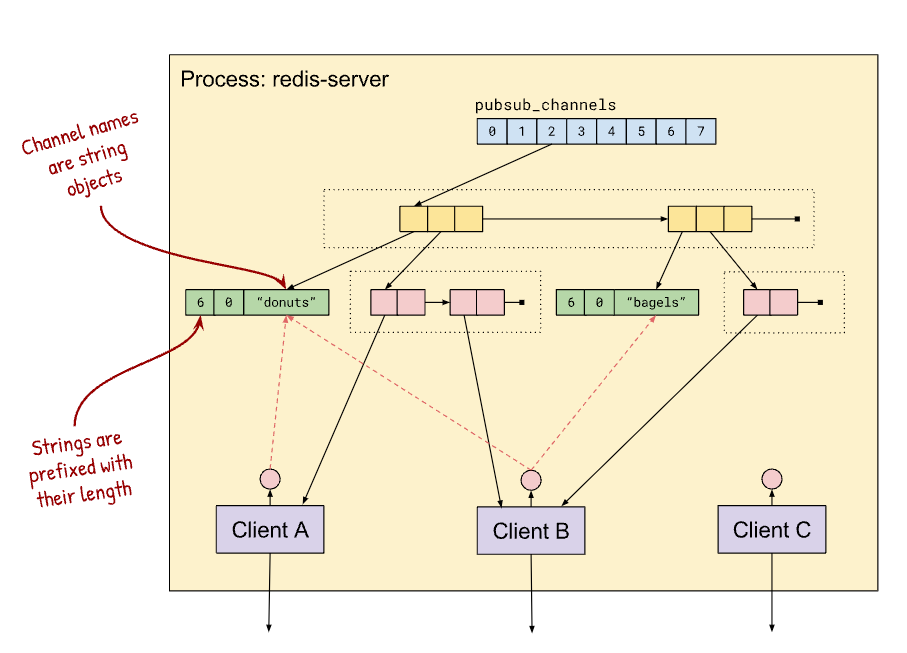 Process: redis-server
pubsub_channels
0 1 2 3 4 5 6 7
Channel names
are string
objects
6 0 “donuts”
6 0 “bagels”
Strings are
prefixed with
their length
Client A
Client B
Client C